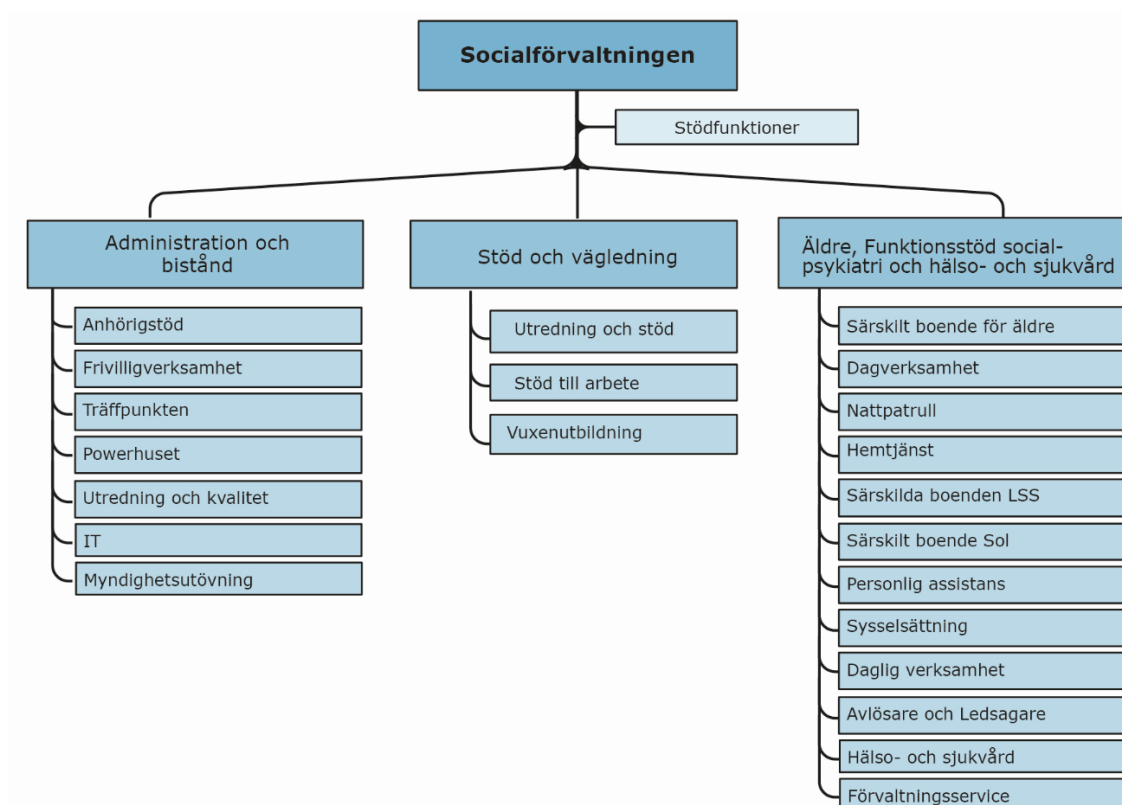 Socialförvaltningen
Stödfunktioner
Administration och
bistånd
Anhörigstöd
Frivilligverksamhet
Träffpunkten
Powerhuset
Utredning och kvalitet
IT
Myndighetsutövning
Stöd och vägledning
Utredning och stöd
Stöd till arbete
Vuxenutbildning
Äldre, Funktionsstöd social-
psykiatri och hälso- och sjukvård
Särskilt boende för äldre
Dagverksamhet
Nattpatrull
Hemtjänst
Särskilda boenden LSS
Särskilt boende Sol
Personlig assistans
Sysselsättning
Daglig verksamhet
Avlösare och Ledsagare
Hälso- och sjukvård
Förvaltningsservice